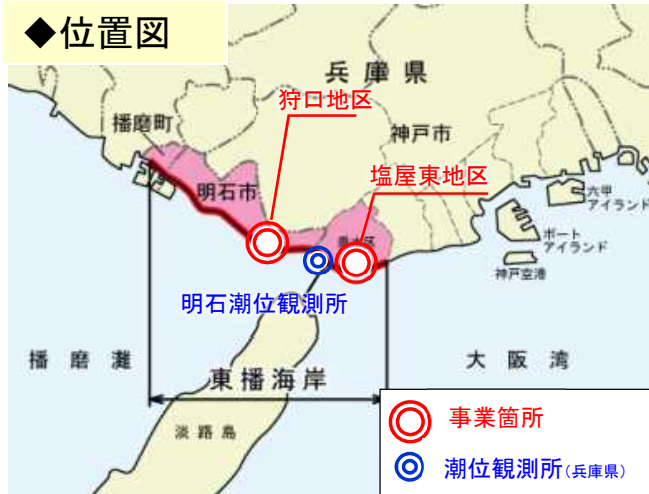 ◆位置図
兵庫県
狩口地区
播磨町
神戸市
塩屋東地区
明石市
六甲
アイランド
ポート
アイランド
神戸空港
明石潮位観測所
播磨灘
大阪湾
東播海岸
淡路島
事業箇所
潮位観測所(兵庫県)